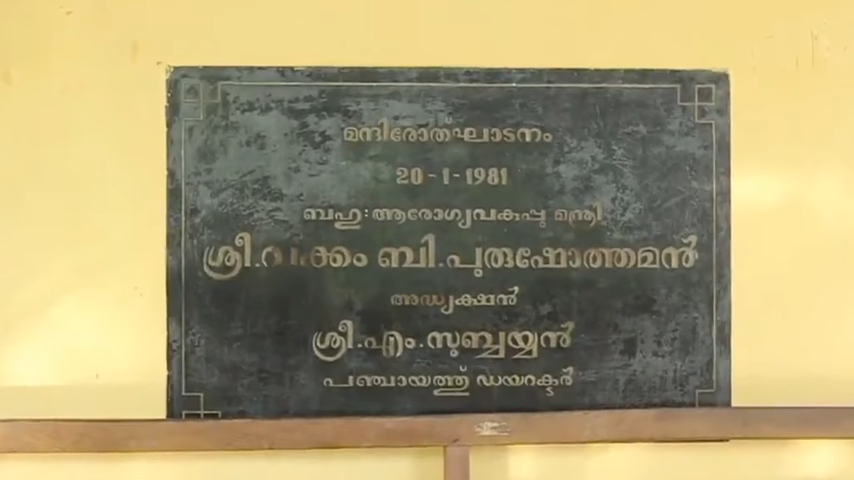 മന്ദിരോത്ഘാടനം
20-1-1981
ബഹു:ആരോഗ്യവകുപ്പു മന്ത്രി
ശ്രീ.വക്കം ബി.പുരുഷോത്തമൻ
അദ്ധ്യക്ഷൻ
ശ്രീ.എം.സുബ്ബയ്യൻ
പഞ്ചായത്ത് ഡയറക്ടർ